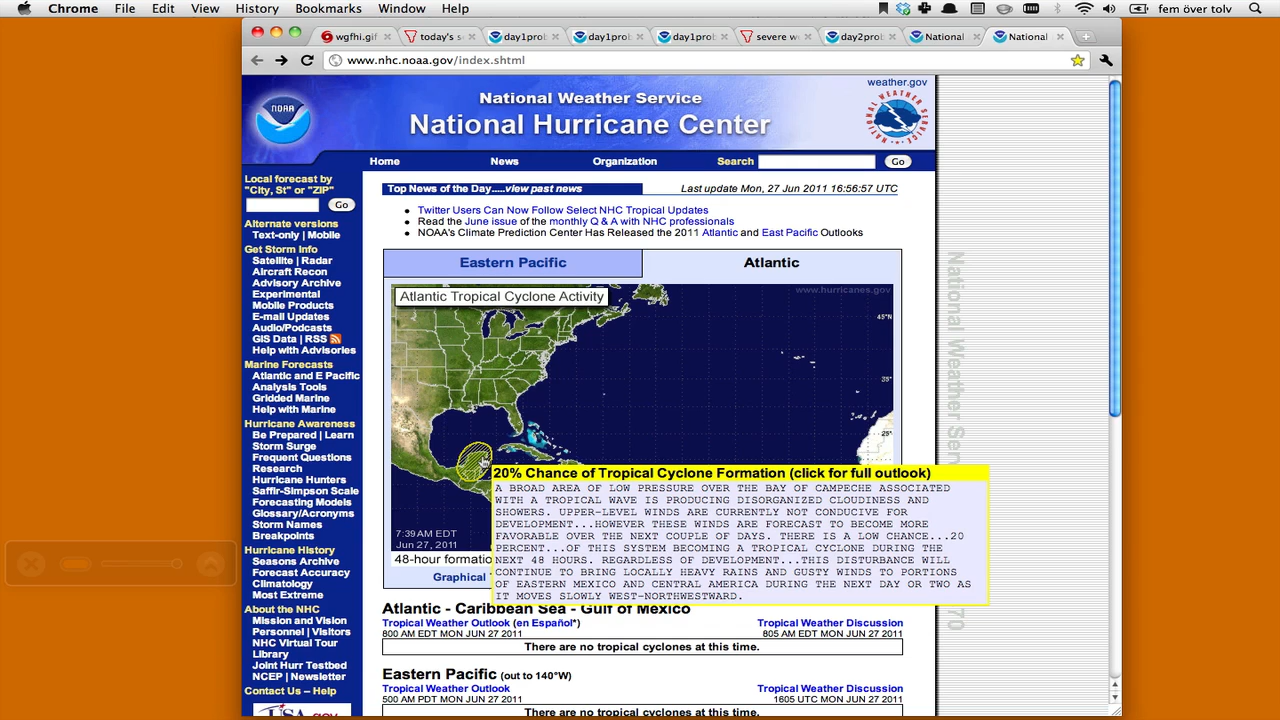 Chrome File Edit View History Bookmarks Window Help fem över tolv
wgfhi.gif
today's s
day1prob
day1pro
day1pro
severe w
day2prob
National
National
www.nhc.noaa.gov/index.shtml
weather.gov
NOAA
National Weather Service
National Hurricane Center
Home News Organization Search Go
Local forecast by
"City, St" or "ZIP"
Go
Alternate versions
Text-only | Mobile
Get Storm Info
Satellite | Radar
Aircraft Recon
Advisory Archive
Experimental
Mobile Products
E-mail Updates
Audio/Podcasts
GIS Data | RSS
Help with Advisories
Marine Forecasts
Atlantic and E Pacific
Analysis Tools
Gridded Marine
Help with Marine
Hurricane Awareness
Be Prepared | Learn
Storm Surge
Frequent Questions
Research
Hurricane Hunters
Saffir-Simpson Scale
Forecasting Models
Glossary/Acronyms
Storm Names
Breakpoints
Hurricane History
Seasons Archive
Forecast Accuracy
Climatology
Most Extreme
About the NHC
Mission and Vision
Personnel | Visitors
NHC Virtual Tour
Library
Joint Hurr Testbed
NCEP | Newsletter
Contact Us – Help
USA.gov
Top News of the Day.....view past news
Last update Mon, 27 Jun 2011 16:56:57 UTC
Twitter Users Can Now Follow Select NHC Tropical Updates
Read the June issue of the monthly Q & A with NHC professionals
NOAA's Climate Prediction Center Has Released the 2011 Atlantic and East Pacific Outlooks
Eastern Pacific
Atlantic
Atlantic Tropical Cyclone Activity
www.hurricanes.gov
45°N
35°
25°
7:39 AM EDT
Jun 27, 2011
48-hour formatio
Graphical
20% Chance of Tropical Cyclone Formation (click for full outlook)
A BROAD AREA OF LOW PRESSURE OVER THE BAY OF CAMPECHE ASSOCIATED
WITH A TROPICAL WAVE IS PRODUCING DISORGANIZED CLOUDINESS AND
SHOWERS. UPPER-LEVEL WINDS ARE CURRENTLY NOT CONDUCIVE FOR
DEVELOPMENT...HOWEVER THESE WINDS ARE FORECAST TO BECOME MORE
FAVORABLE OVER THE NEXT COUPLE OF DAYS. THERE IS A LOW CHANCE...20
PERCENT...OF THIS SYSTEM BECOMING A TROPICAL CYCLONE DURING THE
NEXT 48 HOURS. REGARDLESS OF DEVELOPMENT...THIS DISTURBANCE WILL
CONTINUE TO BRING LOCALLY HEAVY RAINS AND GUSTY WINDS TO PORTIONS
OF EASTERN MEXICO AND CENTRAL AMERICA DURING THE NEXT DAY OR TWO AS
IT MOVES SLOWLY WEST-NORTHWESTWARD.
Atlantic - Caribbean Sea - Gulf of Mexico
Tropical Weather Outlook (en Español*)
Tropical Weather Discussion
800 AM EDT MON JUN 27 2011
805 AM EDT MON JUN 27 2011
There are no tropical cyclones at this time.
Eastern Pacific (out to 140°W)
Tropical Weather Outlook
Tropical Weather Discussion
500 AM PDT MON JUN 27 2011
1605 UTC MON JUN 27 2011
There are no tropical cyclones at this time.
National Weather Ser
70